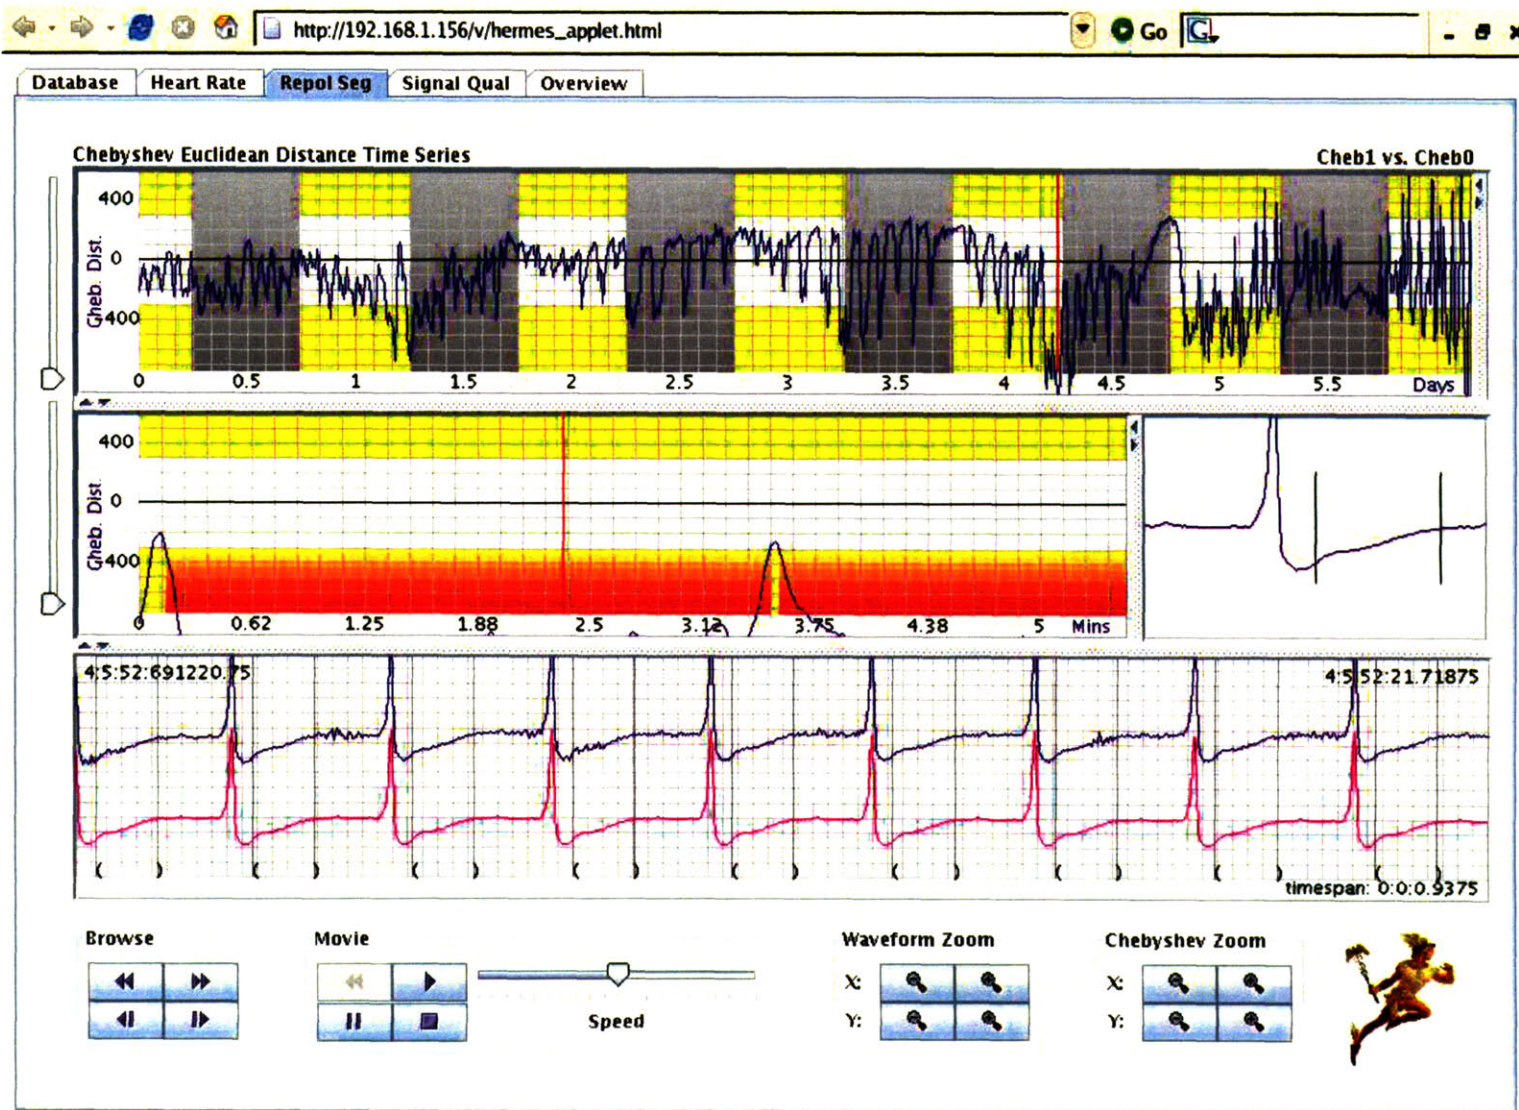 http://192.168.1.156/v/hermes_applet.html Go G
Database Heart Rate Repol Seg Signal Qual Overview
Chebyshev Euclidean Distance Time Series Cheb1 vs. Cheb0
400
0
400
Cheb. Dist.
0 0.5 1 1.5 2 2.5 3 3.5 4 4.5 5 5.5 Days
400
0
400
Cheb. Dist.
0 0.62 1.25 1.88 2.5 3.12 3.75 4.38 5 Mins
4:5:52:691220.75 4:5:52:21.71875
timespan: 0:0:0.9375
Browse Movie Waveform Zoom Chebyshev Zoom
X: X:
Speed Y: Y: